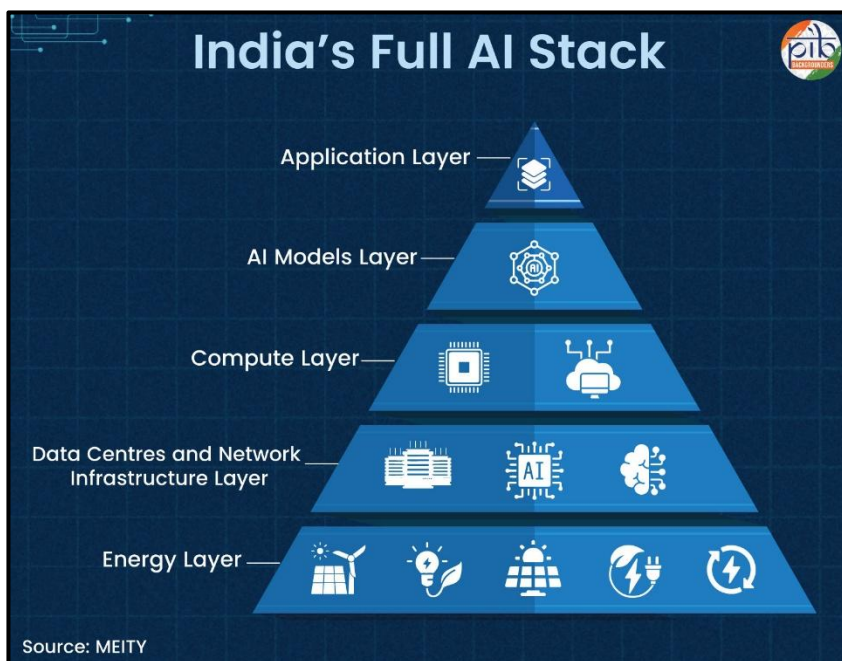 India's Full AI Stack
pib
BACKGROUNDERS
Application Layer
AI Models Layer
AI
Compute Layer
Data Centres and Network
Infrastructure Layer
AI
Energy Layer
Source: MEITY